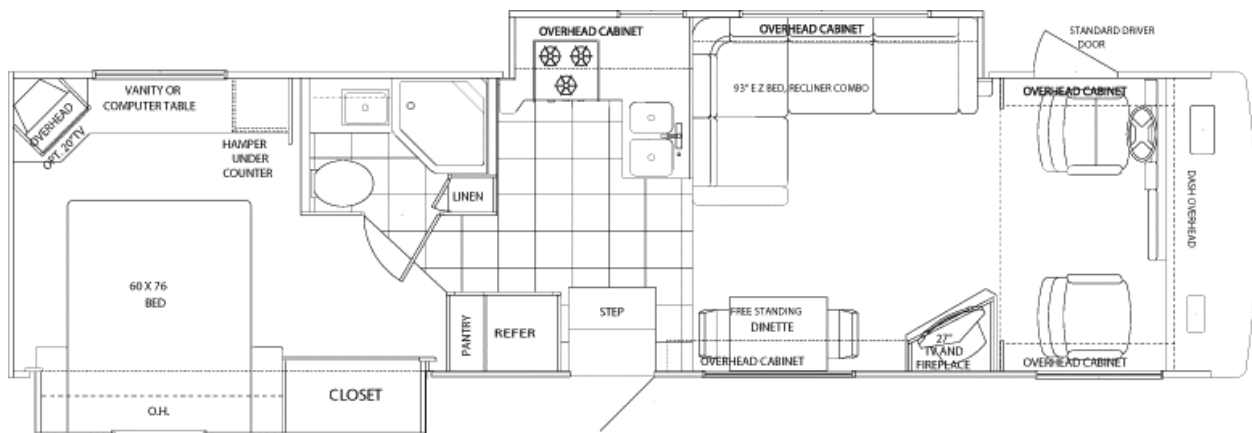 OVERHEAD CABINET
OVERHEAD CABINET
STANDARD DRIVER
DOOR
VANITY OR
COMPUTER TABLE
OVERHEAD
OPT. 20"TV
HAMPER
UNDER
COUNTER
93" E Z BED, RECLINER COMBO
OVERHEAD CABINET
DASH OVERHEAD
LINEN
60 X 76
BED
PANTRY
REFER
STEP
FREE STANDING
DINETTE
OVERHEAD CABINET
27"
TV AND
FIREPLACE
OVERHEAD CABINET
O.H.
CLOSET